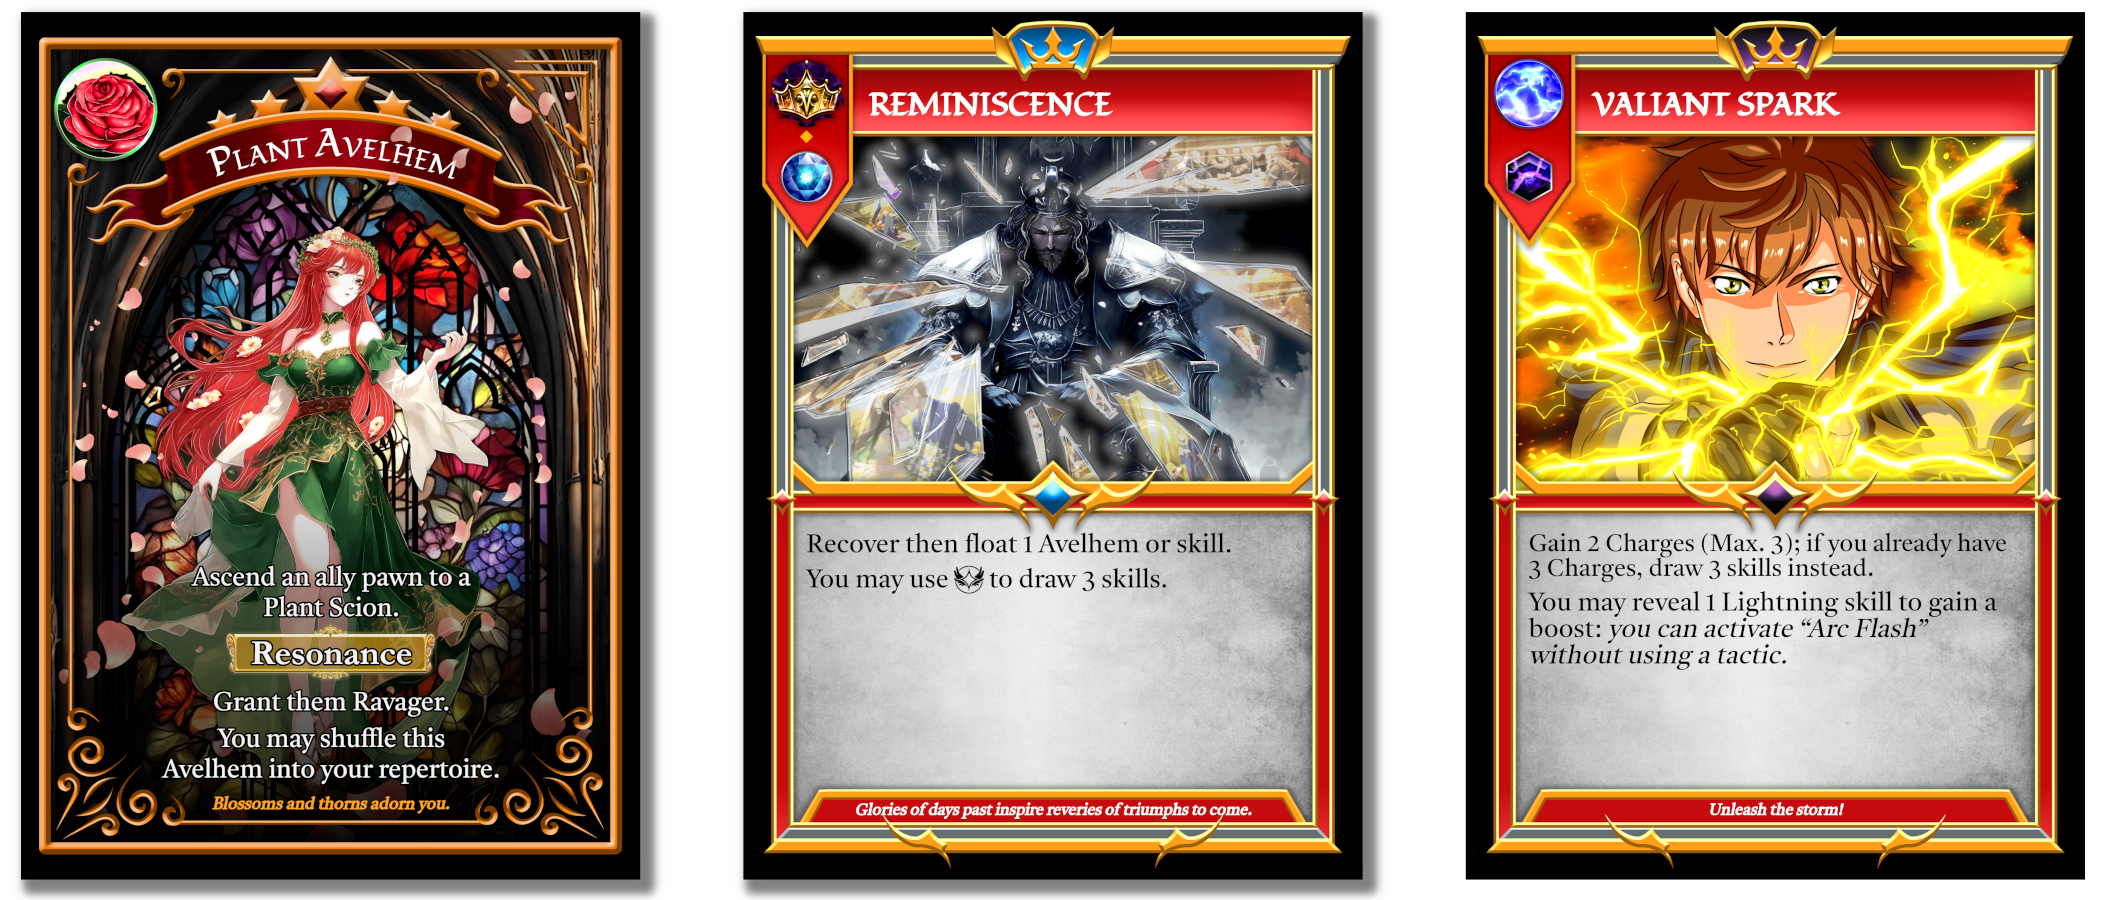 PLANT AVELHEM
Ascend an ally pawn to a
Plant Scion.
Resonance
Grant them Ravager.
You may shuffle this
Avelhem into your repertoire.
Blossoms and thorns adorn you.
REMINISCENCE
Recover then float 1 Avelhem or skill.
You may use to draw 3 skills.
Glories of days past inspire reveries of triumphs to come.
VALIANT SPARK
Gain 2 Charges (Max. 3); if you already have
3 Charges, draw 3 skills instead.
You may reveal 1 Lightning skill to gain a
boost: you can activate “Arc Flash”
without using a tactic.
Unleash the storm!